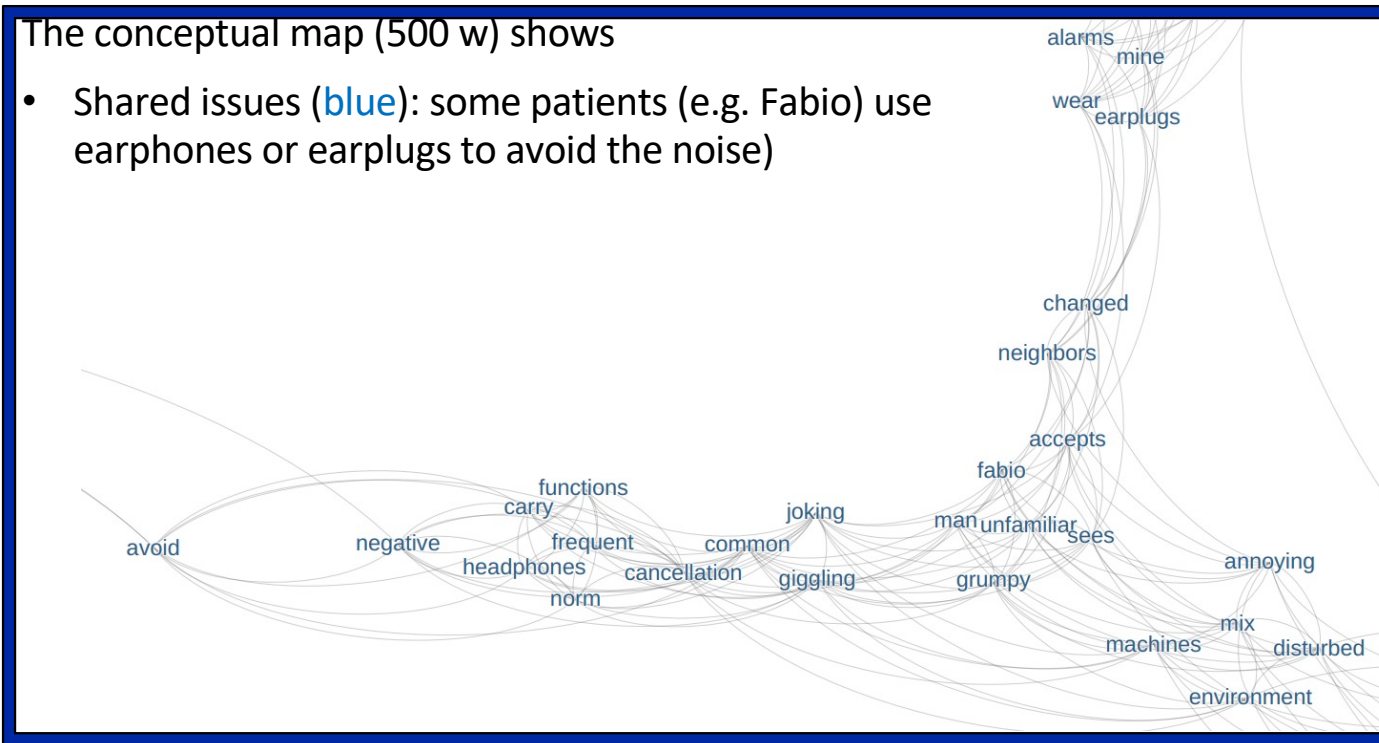 The conceptual map (500 w) shows
• Shared issues (blue): some patients (e.g. Fabio) use
earphones or earplugs to avoid the noise)
alarms
mine
wear
earplugs
changed
neighbors
accepts
fabio
functions
carry
joking
man
unfamiliar
sees
avoid
negative
frequent
common
headphones
cancellation
giggling
grumpy
annoying
norm
mix
machines
disturbed
environment